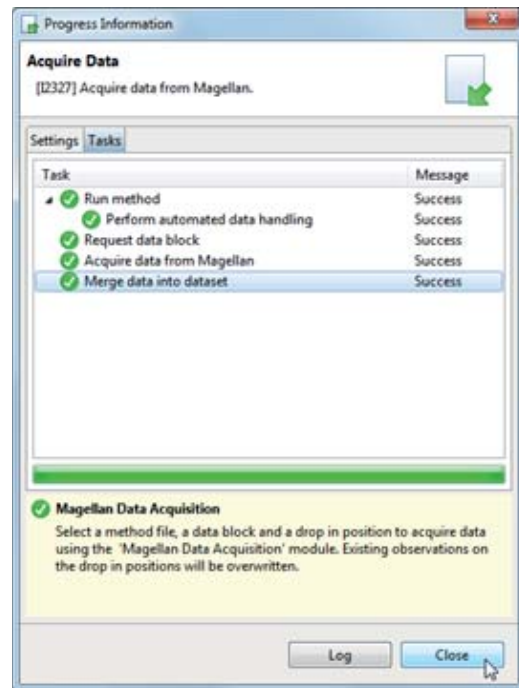 Progress Information
Acquire Data
[I2327] Acquire data from Magellan.
Settings Tasks
Task Message
Run method Success
Perform automated data handling Success
Request data block Success
Acquire data from Magellan Success
Merge data into dataset Success
Magellan Data Acquisition
Select a method file, a data block and a drop in position to acquire data
using the 'Magellan Data Acquisition' module. Existing observations on
the drop in positions will be overwritten.
Log Close